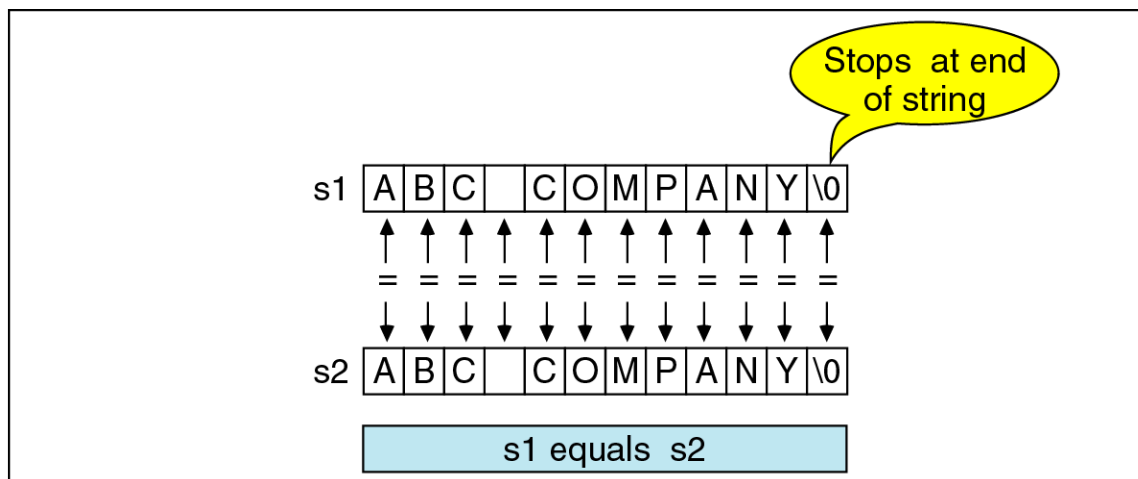 Stops at end
of string
s1 A B C C O M P A N Y \0
= = = = = = = = = = = =
s2 A B C C O M P A N Y \0
s1 equals s2